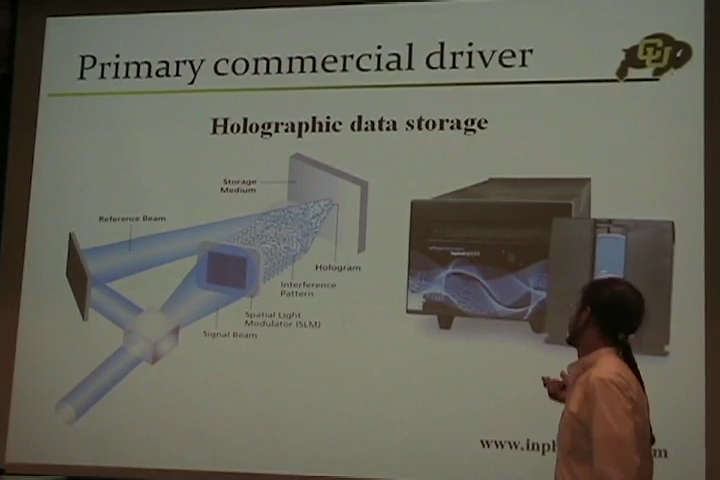 Primary commercial driver
CU
Holographic data storage
Storage
Medium
Reference Beam
Hologram
Interference
Pattern
Spatial Light
Modulator (SLM)
Signal Beam
www.inph
m